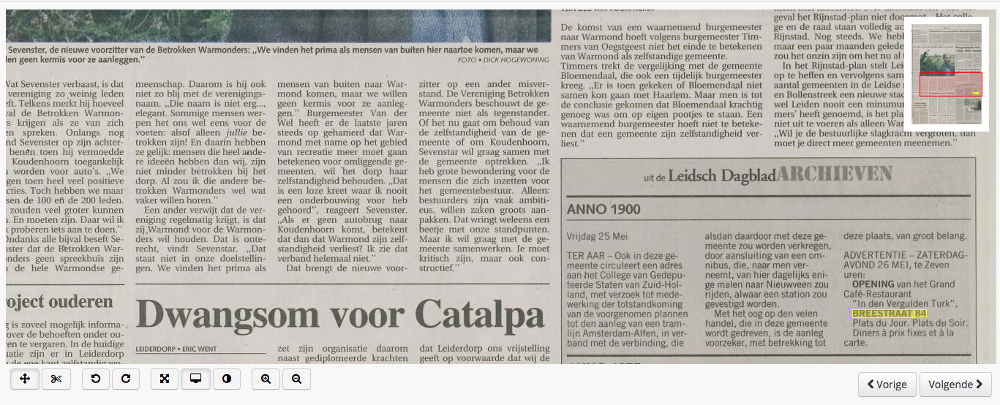 Sevenster, de nieuwe voorzitter van de Betrokken Warmonders: „We vinden het prima als mensen van buiten hier naartoe komen, maar we
len geen kermis voor ze aanleggen.”
FOTO • DICK HOGEWONING
Wat Sevenster verbaast, is dat
vereniging zo weinig leden
eft. Telkens merkt hij hoeveel
val de Betrokken Warmon-
rs krijgen als ze van zich
en spreken. Onlangs nog
nd Sevenster op zijn achter-
benen toen hij vermoedde
Koudenhoorn toegankelijk
worden voor auto's. „We
gen toen heel veel positieve
cties. Toch hebben we maar
sen de 100 en de 200 leden.
zouden veel groter kunnen
n. En moeten zijn. Daar wil ik
k proberen iets aan te doen.”
Ondanks alle bijval beseft Se-
ster dat de Betrokken War-
nders geen spreekbuis zijn
de hele Warmondse ge-
meenschap. Daarom is hij ook
niet zo blij met de verenigings-
naam. „Die naam is niet erg...,
elegant. Sommige mensen wer-
pen het ons wel eens voor de
voeten: alsof alleen jullie be-
trokken zijn! En daarin hebben
ze gelijk: mensen die heel ande-
re ideeën hebben dan wij, zijn
niet minder betrokken bij het
dorp. Al zou ik die andere be-
trokken Warmonders wel wat
vaker willen horen.”
Een ander verwijt dat de ver-
eniging regelmatig krijgt, is dat
zij Warmond voor de Warmon-
ders wil houden. Dat is onte-
recht, vindt Sevenstar. „Dat
staat niet in onze doelstellin-
gen. We vinden het prima als
mensen van buiten naar War-
mond komen, maar we willen
geen kermis voor ze aanleg-
gen.” Burgemeester Van der
Wel heeft er de laatste jaren
steeds op gehamerd dat War-
mond met name op het gebied
van recreatie meer moet gaan
betekenen voor omliggende ge-
meenten, wil het dorp haar
zelfstandigheid behouden. „Dat
is een loze kreet waar ik nooit
een onderbouwing voor heb
gehoord”, reageert Sevenster.
„Als er geen autobrug naar
Koudenhoorn komt, betekent
dat dan dat Warmond zijn zelf-
standigheid verliest? Ik zie dat
verband helemaal niet.”
Dat brengt de nieuwe voor-
zitter op een ander misver-
stand. De Vereniging Betrokken
Warmonders beschouwt de ge-
meente niet als tegenstander.
Of het nu gaat om behoud van
de zelfstandigheid van de ge-
meente of om Koudenhoorn,
Sevenstar wil graag samen met
de gemeente optrekken. „Ik
heb grote bewondering voor de
mensen die zich inzetten voor
het gemeentebestuur. Alleen:
bestuurders zijn vaak ambiti-
eus, willen zaken groots aan-
pakken. Dat wringt weleens een
beetje met onze standpunten.
Maar ik wil graag met de ge-
meente samenwerken. Je moet
kritisch zijn, maar ook con-
structief.”
De komst van een waarnemend burgemeester
naar Warmond hoeft volgens burgemeester Tim-
mers van Oegstgeest niet het einde te betekenen
van Warmond als zelfstandige gemeente.
Timmers trekt de vergelijking met de gemeente
Bloemendaal, die ook een tijdelijk burgemeester
kreeg. „Er is toen gekeken of Bloemendaal niet
samen kon gaan met Haarlem. Maar men is tot
de conclusie gekomen dat Bloemendaal krachtig
genoeg was om op eigen pootjes te staan. Een
waarnemend burgemeester hoeft niet te beteke-
nen dat een gemeente zijn zelfstandigheid ver-
liest.”
geval het Rijnstad-plan niet
ge en de raad staan volledig
Rijnstad. Nog steeds. We
maar een paar maanden
zou het onzin zijn om het nu al
In het Rijnstad-plan stelt
op te heffen en vervolgens
aantal gemeenten in de Leidse
en Bollenstreek een nieuwe
wel Leiden nooit een minumum
mers' heeft genoemd, is het
niet uit te voeren als alleen
„Wil je de bestuurlijke slagkracht vergroten, dan
moet je direct meer gemeenten meenemen.”
uit de Leidsch Dagblad ARCHIEVEN
ANNO 1900
Vrijdag 25 Mei
TER AAR – Ook in deze ge-
meente circuleert een adres
aan het College van Gedepu-
teerde Staten van Zuid-Hol-
land, met verzoek tot mede-
werking der totstandkoming
van de voorgenomen plannen
tot den aanleg van een tram-
lijn Amsterdam-Alfen, in ver-
band met de verbinding, die
alsdan daardoor met deze ge-
meente zou worden verkregen,
door aansluiting van een om-
nibus, die, naar men ver-
neemt, van hier dagelijks eni-
ge malen naar Nieuwveen zou
rijden, alwaar een station zou
gevestigd worden.
Met het oog op den velen
handel, die in deze gemeente
wordt gedreven, is de aanleg
voorzeker, met betrekking tot
deze plaats, van groot belang.
ADVERTENTIE – ZATERDAG-
AVOND 26 MEI, te Zeven
uren:
OPENING van het Grand
Café-Restaurant
"In den Vergulden Turk",
BREESTRAAT 84
Plats du Jour. Plats du Soir.
Diners à prix fixes et à la
carte.
roject ouderen
g is zoveel mogelijk informa-
over de behoeften onder ou-
ren te vergaren. In de huidige
uatie zijn er in Leiderdorp
Dwangsom voor Catalpa
LEIDERDORP • ERIC WENT
zet zijn organisatie daarom
naast gediplomeerde krachten
dat Leiderdorp ons vrijstelling
geeft op voorwaarde dat wij de
Vorige
Volgende